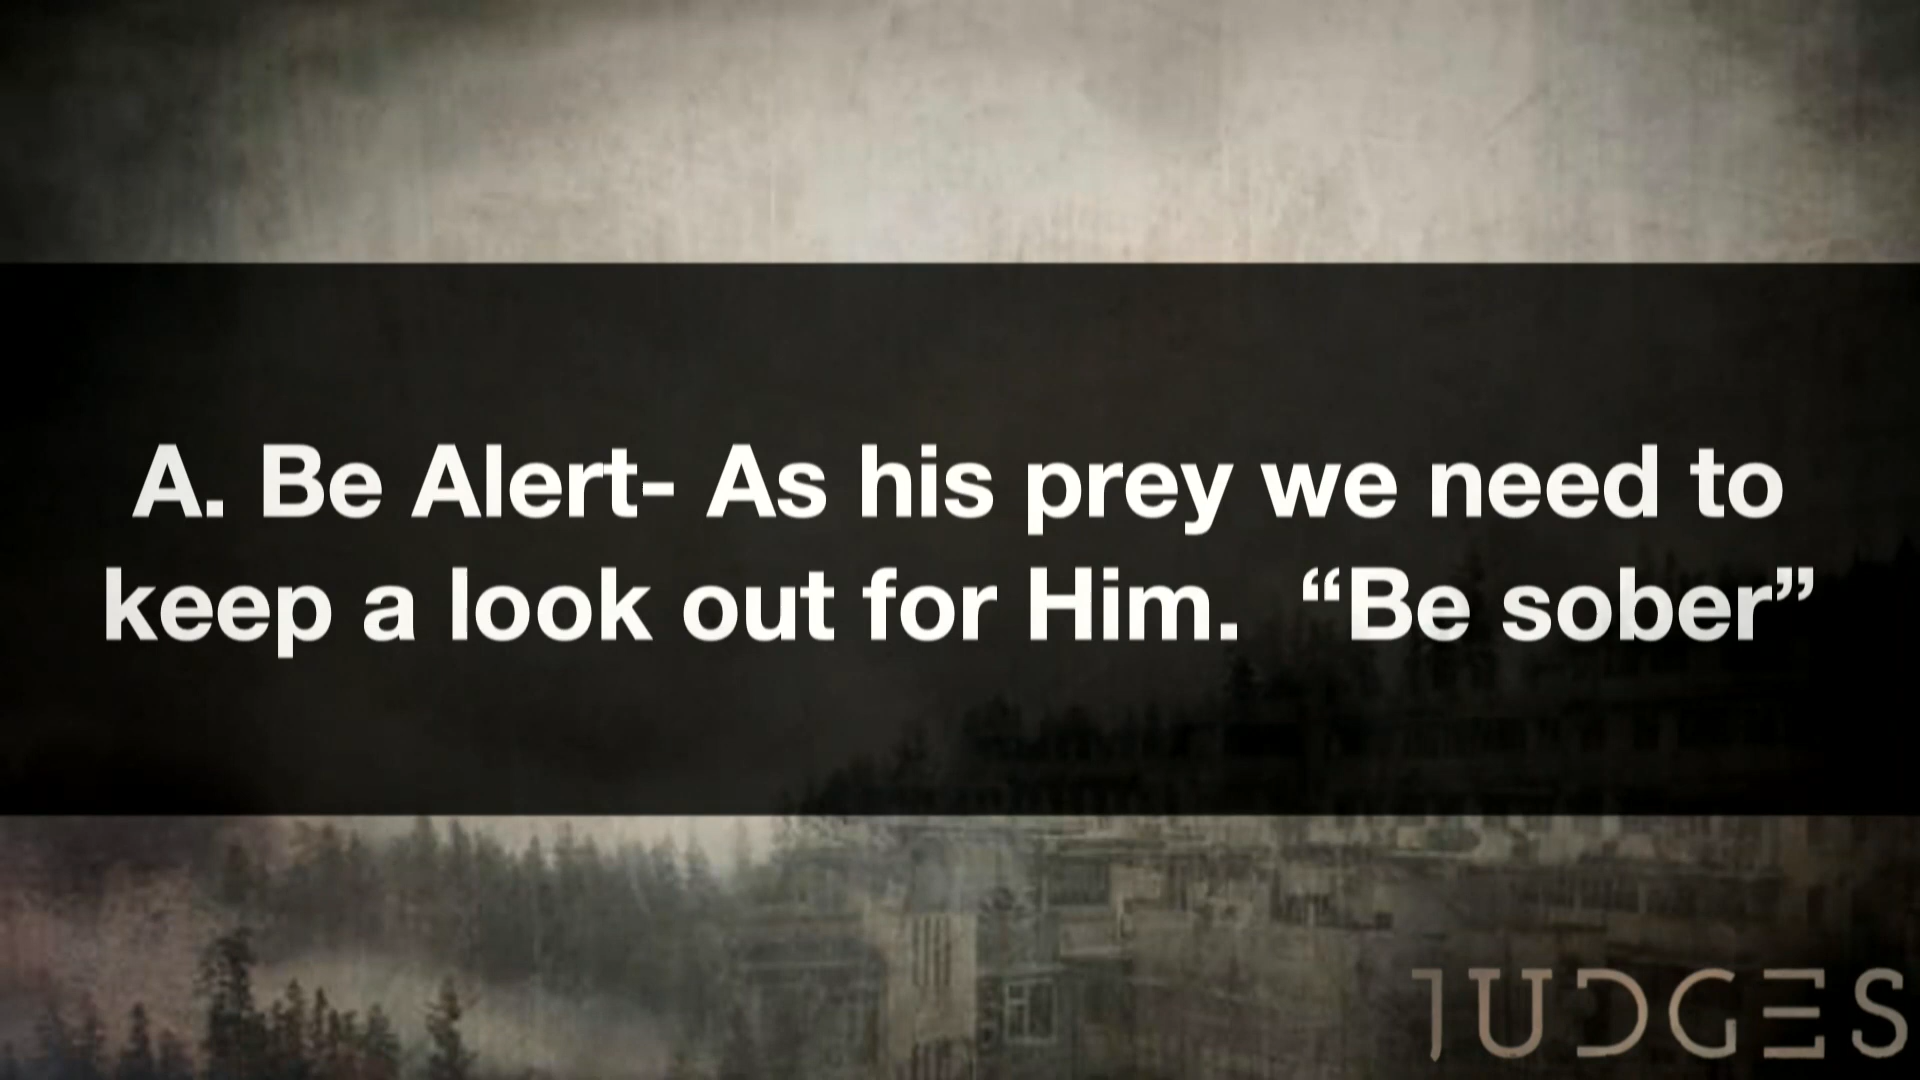 A. Be Alert- As his prey we need to
keep a look out for Him.  “Be sober”
JUDGES